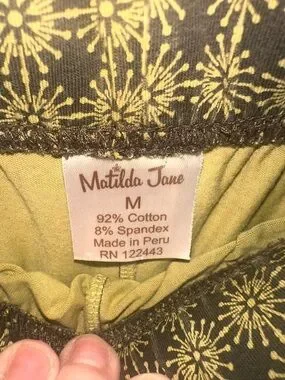 Matilda Jane
M
92% Cotton
8% Spandex
Made in Peru
RN 122443